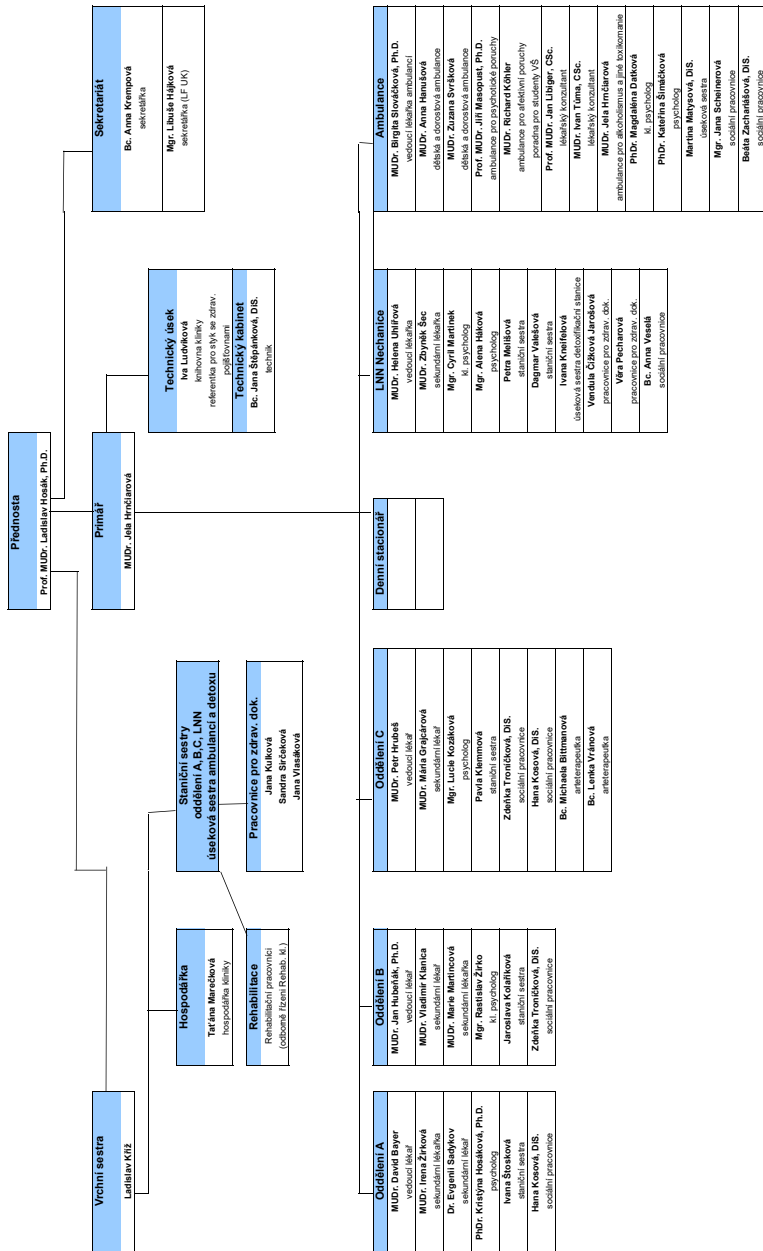 Přednosta
Prof. MUDr. Ladislav Hosák, Ph.D.
Vrchní sestra
Ladislav Kříž
Primář
MUDr. Jela Hrnčiarová
Sekretariát
Bc. Anna Krempová
sekretářka
Mgr. Libuše Hájková
sekretářka (LF UK)
Technický úsek
Iva Ludvíková
knihovna kliniky
referentka pro styk se zdrav.
pojišťovnami
Technický kabinet
Bc. Jana Štěpánková, DiS.
technik
Hospodářka
Taťána Marečková
hospodářka kliniky
Staniční sestry
oddělení A,B,C, LNN
úseková sestra ambulancí a detoxu
Rehabilitace
Rehabilitační pracovníci
(odborné řízení Rehab. kl.)
Pracovnice pro zdrav. dok.
Jana Kulková
Sandra Sirčeková
Jana Vlasáková
Oddělení A
MUDr. David Bayer
vedoucí lékař
MUDr. Irena Žirková
sekundární lékařka
Dr. Evgenii Sadykov
sekundární lékař
PhDr. Kristýna Hosáková, Ph.D.
psycholog
Ivana Štosková
staniční sestra
Hana Kosová, DiS.
sociální pracovnice
Oddělení B
MUDr. Jan Hubeňák, Ph.D.
vedoucí lékař
MUDr. Vladimír Klanica
sekundární lékař
MUDr. Marie Martincová
sekundární lékařka
Mgr. Rastislav Žirko
kl. psycholog
Jaroslava Kolaříková
staniční sestra
Zdeňka Troníčková, DiS.
sociální pracovnice
Oddělení C
MUDr. Petr Hrubeš
vedoucí lékař
MUDr. Mária Grajcárová
sekundární lékař
Mgr. Lucie Kozáková
psycholog
Pavla Klemmová
staniční sestra
Zdeňka Troníčková, DiS.
sociální pracovnice
Hana Kosová, DiS.
sociální pracovnice
Bc. Michaela Bittmanová
arteterapeutka
Bc. Lenka Vránová
arteterapeutka
Denní stacionář
LNN Nechanice
MUDr. Helena Uhlířová
vedoucí lékařka
MUDr. Zbyněk Šec
sekundární lékařka
Mgr. Cyril Martinek
kl. psycholog
Mgr. Alena Háková
psycholog
Petra Melišová
staniční sestra
Dagmar Valešová
staniční sestra
Ivana Kneifelová
úseková sestra detoxifikační stanice
Vendula Čížková Jarošová
pracovnice pro zdrav. dok.
Věra Pecharová
pracovnice pro zdrav. dok.
Bc. Anna Veselá
sociální pracovnice
Ambulance
MUDr. Birgita Slováčková, Ph.D.
vedoucí lékařka ambulancí
MUDr. Anna Hanušová
dětská a dorostová ambulance
MUDr. Zuzana Svršková
dětská a dorostová ambulance
Prof. MUDr. Jiří Masopust, Ph.D.
ambulance pro psychotické poruchy
MUDr. Richard Köhler
ambulance pro afektivní poruchy
poradna pro studenty VŠ
Prof. MUDr. Jan Libiger, CSc.
lékařský konzultant
MUDr. Ivan Tůma, CSc.
lékařský konzultant
MUDr. Jela Hrnčiarová
ambulance pro alkoholismus a jiné toxikomanie
PhDr. Magdaléna Datková
kl. psycholog
PhDr. Kateřina Šimáčková
psycholog
Martina Matysová, DiS.
úseková sestra
Mgr. Jana Scheinerová
sociální pracovnice
Beáta Zachariášová, DiS.
sociální pracovnice